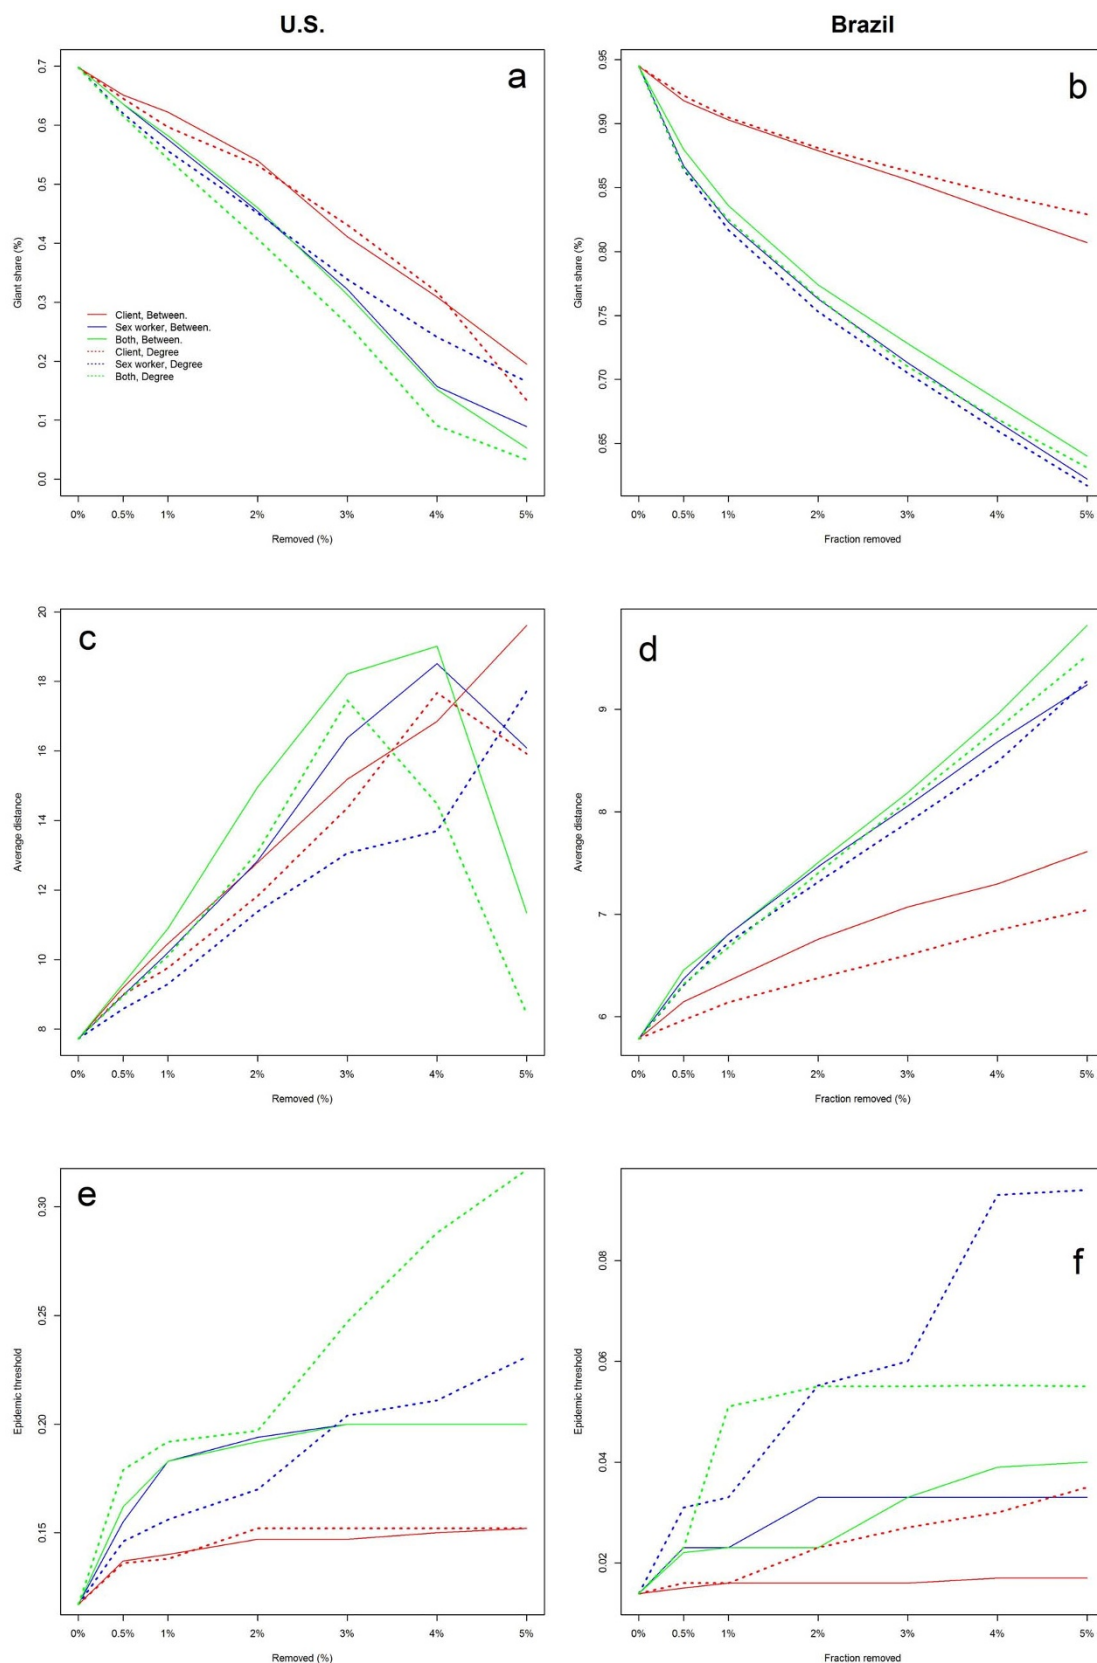 U.S.
Brazil
a
Giant share (%)
0.7
0.6
0.5
0.4
0.3
0.2
0.1
0.0
Client, Between.
Sex worker, Between.
Both, Between.
Client, Degree
Sex worker, Degree
Both, Degree
0% 0.5% 1% 2% 3% 4% 5%
Removed (%)
b
Giant share (%)
0.95
0.90
0.85
0.80
0.75
0.70
0.65
0% 0.5% 1% 2% 3% 4% 5%
Fraction removed
c
Average distance
20
18
16
14
12
10
8
0% 0.5% 1% 2% 3% 4% 5%
Removed (%)
d
Average distance
9
8
7
6
0% 0.5% 1% 2% 3% 4% 5%
Fraction removed (%)
e
Epidemic threshold
0.30
0.25
0.20
0.15
0% 0.5% 1% 2% 3% 4% 5%
Removed (%)
f
Epidemic threshold
0.08
0.06
0.04
0.02
0% 0.5% 1% 2% 3% 4% 5%
Fraction removed